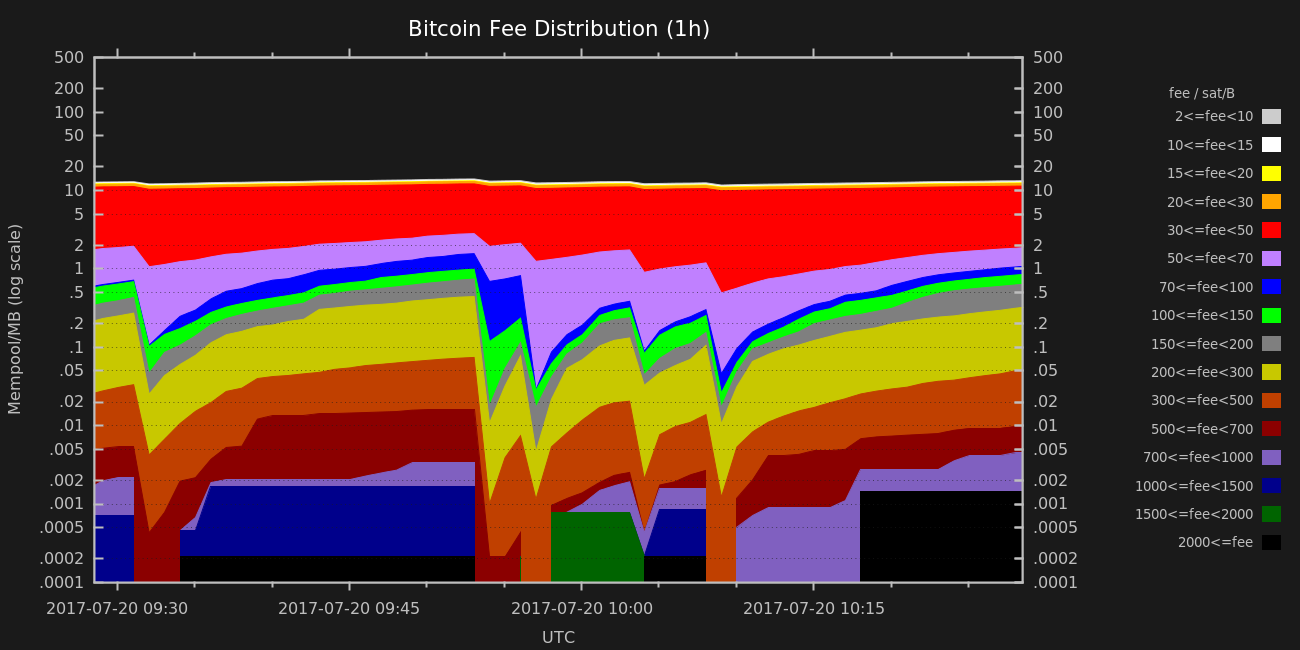 Bitcoin Fee Distribution (1h)
Mempool/MB (log scale)
500
200
100
50
20
10
5
2
1
.5
.2
.1
.05
.02
.01
.005
.002
.001
.0005
.0002
.0001
500
200
100
50
20
10
5
2
1
.5
.2
.1
.05
.02
.01
.005
.002
.001
.0005
.0002
.0001
2017-07-20 09:30
2017-07-20 09:45
2017-07-20 10:00
2017-07-20 10:15
UTC
fee / sat/B
2<=fee<10
10<=fee<15
15<=fee<20
20<=fee<30
30<=fee<50
50<=fee<70
70<=fee<100
100<=fee<150
150<=fee<200
200<=fee<300
300<=fee<500
500<=fee<700
700<=fee<1000
1000<=fee<1500
1500<=fee<2000
2000<=fee